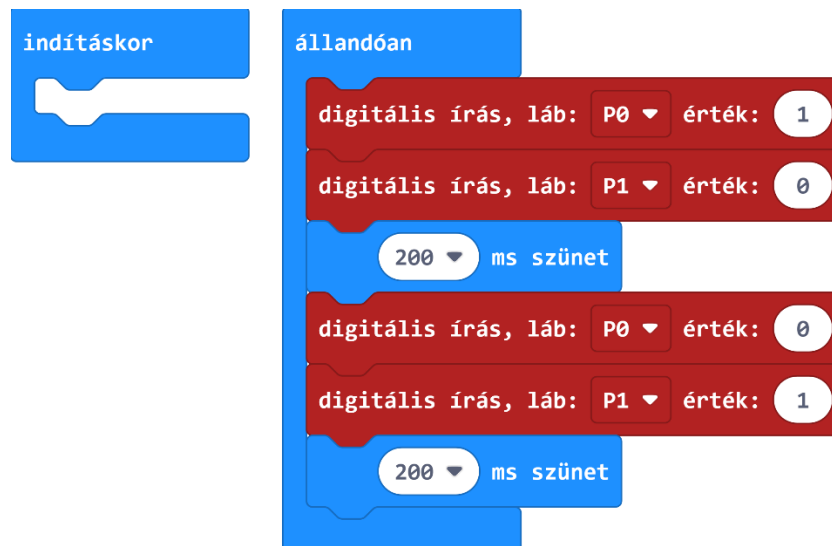 indításkor
állandóan
digitális írás, láb: P0 érték: 1
digitális írás, láb: P1 érték: 0
200 ms szünet
digitális írás, láb: P0 érték: 0
digitális írás, láb: P1 érték: 1
200 ms szünet